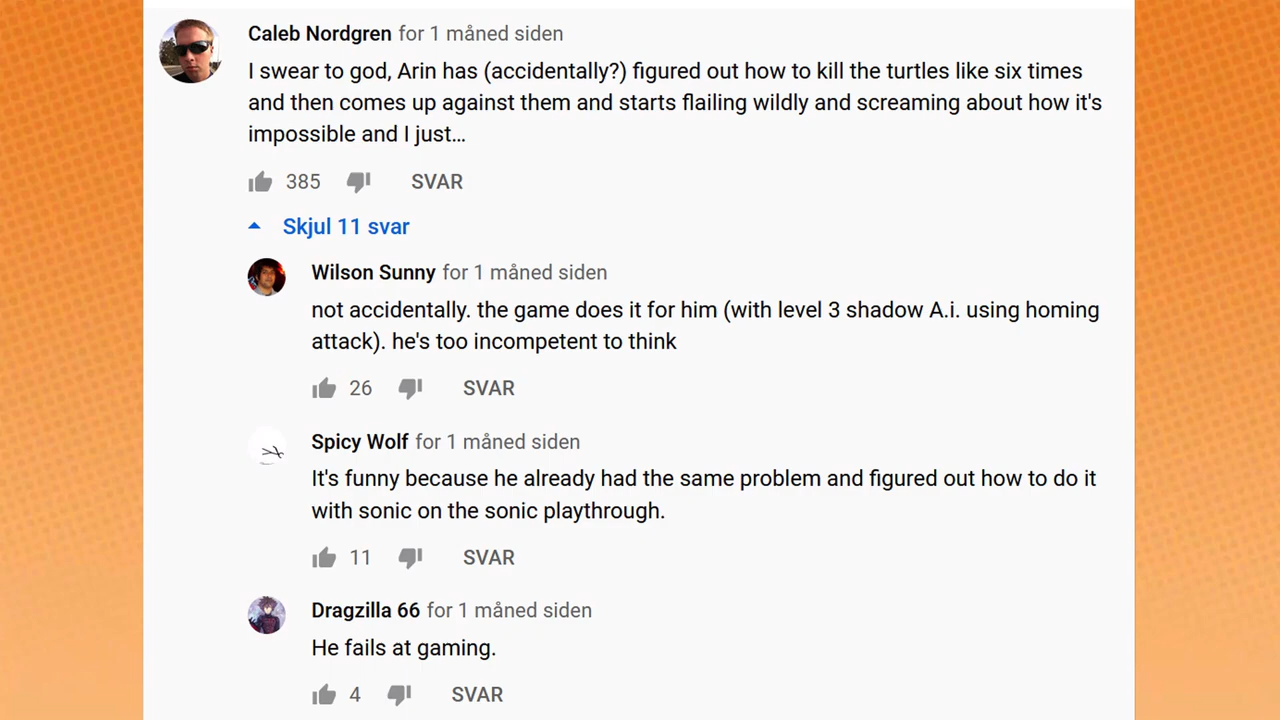 Caleb Nordgren for 1 måned siden
I swear to god, Arin has (accidentally?) figured out how to kill the turtles like six times
and then comes up against them and starts flailing wildly and screaming about how it's
impossible and I just…
385 SVAR
Skjul 11 svar
Wilson Sunny for 1 måned siden
not accidentally. the game does it for him (with level 3 shadow A.i. using homing
attack). he's too incompetent to think
26 SVAR
Spicy Wolf for 1 måned siden
It's funny because he already had the same problem and figured out how to do it
with sonic on the sonic playthrough.
11 SVAR
Dragzilla 66 for 1 måned siden
He fails at gaming.
4 SVAR